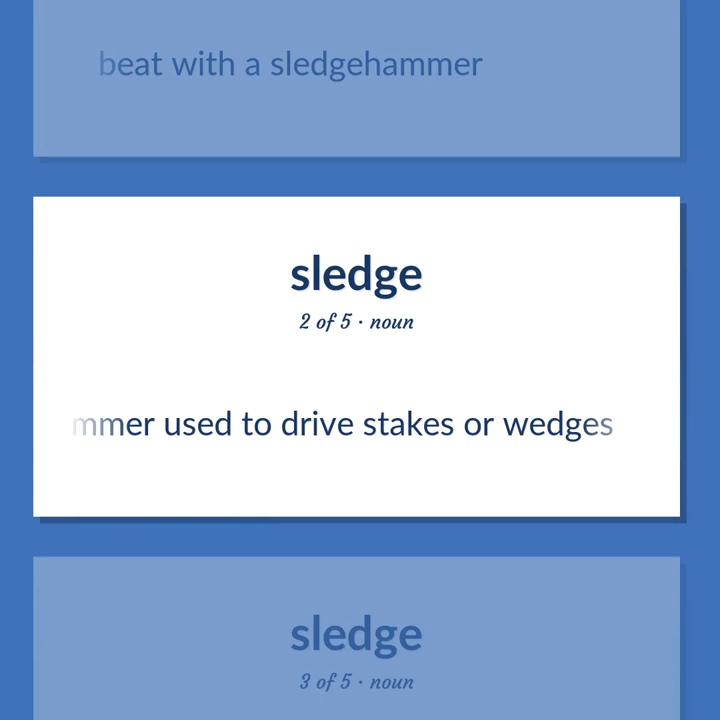 beat with a sledgehammer
sledge
2 of 5 · noun
mmer used to drive stakes or wedges
sledge
3 of 5 · noun